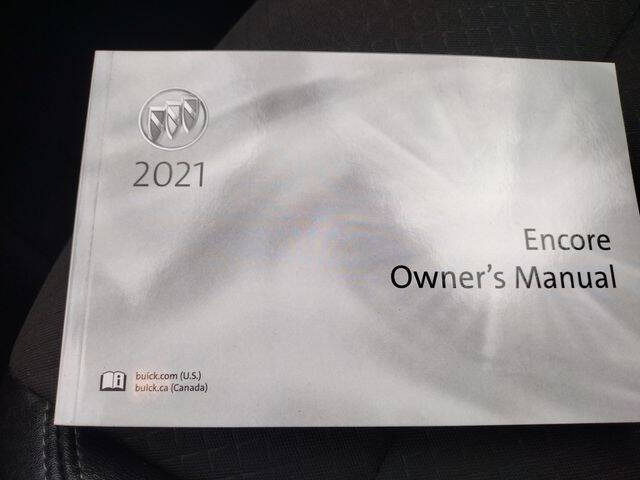 2021
Encore
Owner's Manual
buick.com (U.S.)
buick.ca (Canada)